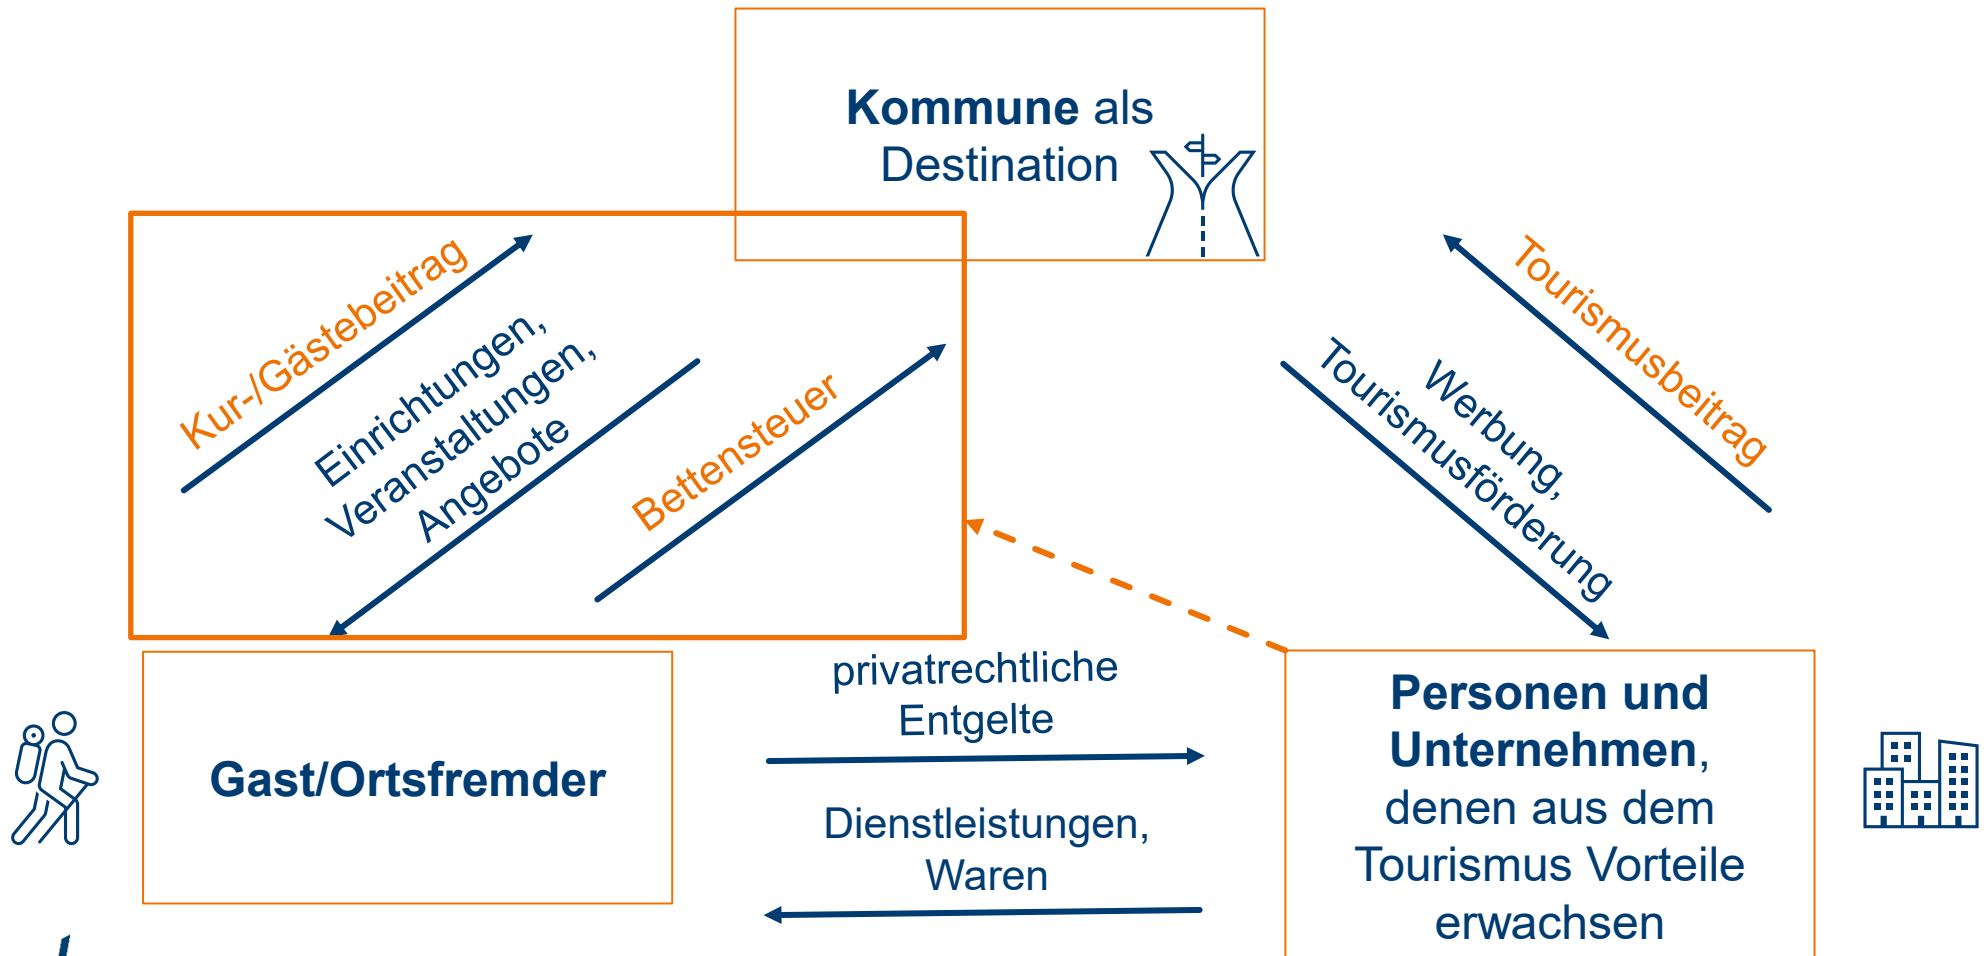 Kommune als
Destination
Kur-/Gästebeitrag
Einrichtungen,
Veranstaltungen,
Angebote
Bettensteuer
Tourismusbeitrag
Werbung,
Tourismusförderung
privatrechtliche
Entgelte
Gast/Ortsfremder
Dienstleistungen,
Waren
Personen und
Unternehmen,
denen aus dem
Tourismus Vorteile
erwachsen